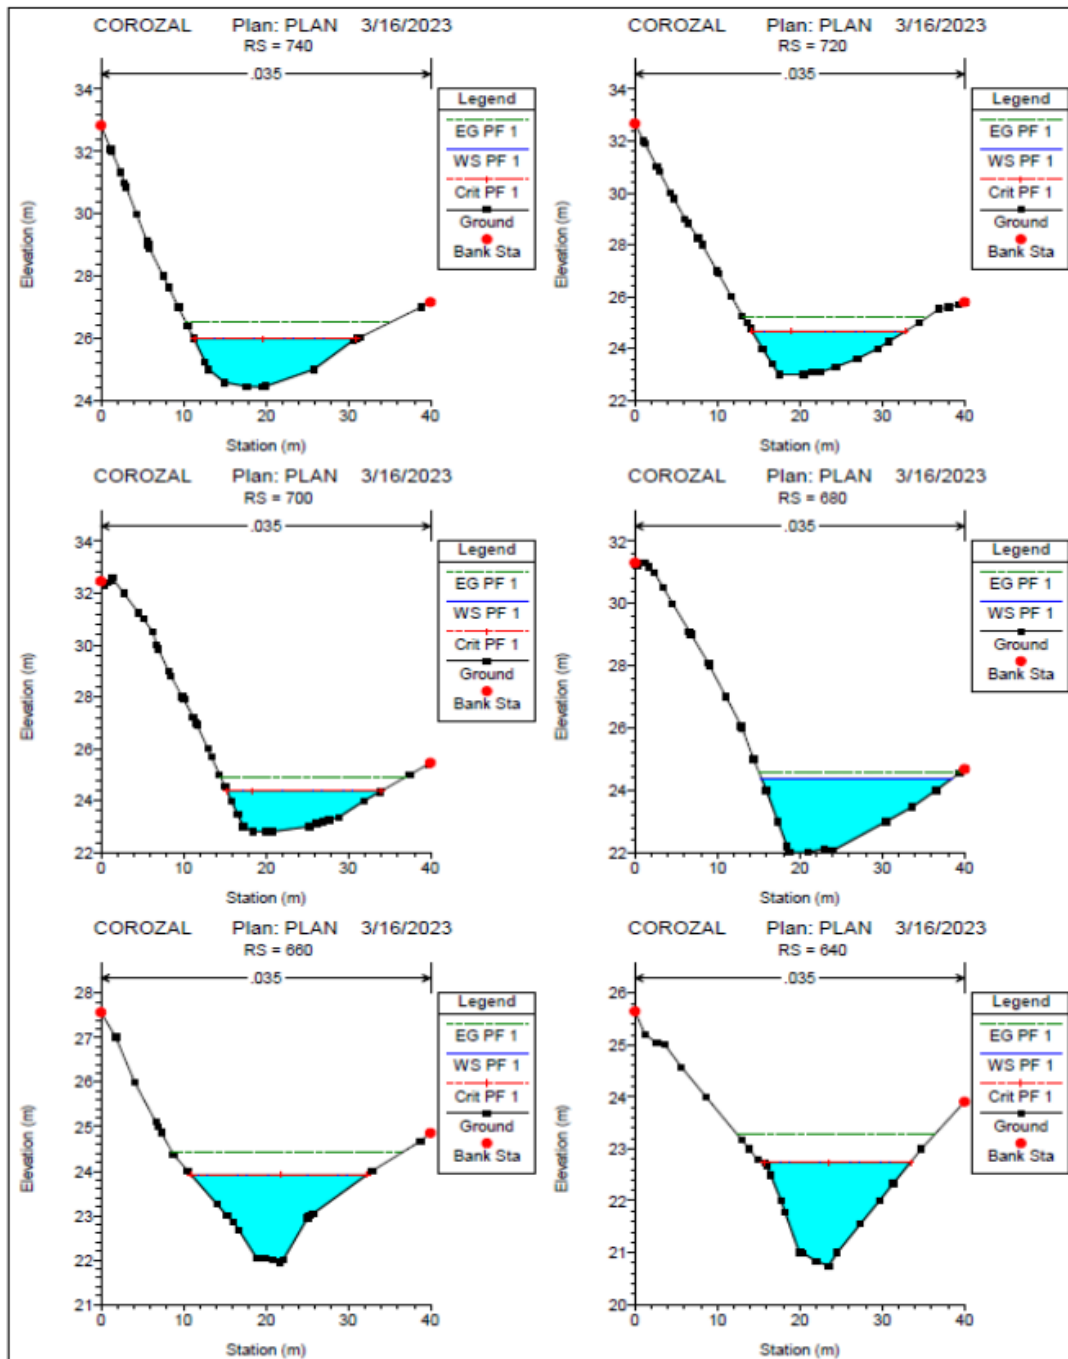 COROZAL Plan: PLAN 3/16/2023
RS = 740
.035
Legend
EG PF 1
WS PF 1
Crit PF 1
Ground
Bank Sta
Elevation (m)
34
32
30
28
26
24
0 10 20 30 40
Station (m)
COROZAL Plan: PLAN 3/16/2023
RS = 720
.035
Legend
EG PF 1
WS PF 1
Crit PF 1
Ground
Bank Sta
Elevation (m)
34
32
30
28
26
24
22
0 10 20 30 40
Station (m)
COROZAL Plan: PLAN 3/16/2023
RS = 700
.035
Legend
EG PF 1
WS PF 1
Crit PF 1
Ground
Bank Sta
Elevation (m)
34
32
30
28
26
24
22
0 10 20 30 40
Station (m)
COROZAL Plan: PLAN 3/16/2023
RS = 680
.035
Legend
EG PF 1
WS PF 1
Ground
Bank Sta
Elevation (m)
32
30
28
26
24
22
0 10 20 30 40
Station (m)
COROZAL Plan: PLAN 3/16/2023
RS = 660
.035
Legend
EG PF 1
WS PF 1
Crit PF 1
Ground
Bank Sta
Elevation (m)
28
27
26
25
24
23
22
21
0 10 20 30 40
Station (m)
COROZAL Plan: PLAN 3/16/2023
RS = 640
.035
Legend
EG PF 1
WS PF 1
Crit PF 1
Ground
Bank Sta
Elevation (m)
26
25
24
23
22
21
20
0 10 20 30 40
Station (m)